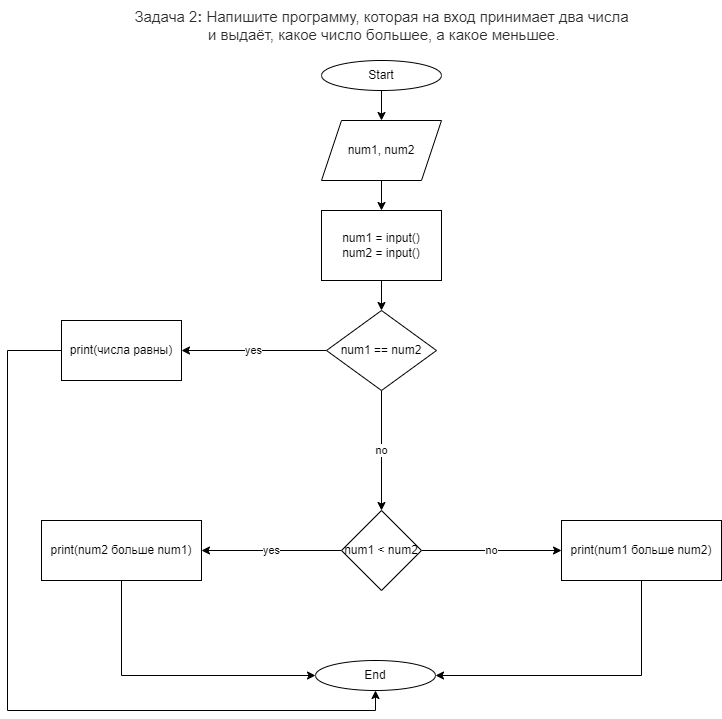 Задача 2: Напишите программу, которая на вход принимает два числа
и выдаёт, какое число большее, а какое меньшее.
Start
num1, num2
num1 = input()
num2 = input()
print(числа равны)
yes
num1 == num2
no
print(num2 больше num1)
yes
num1 < num2
no
print(num1 больше num2)
End